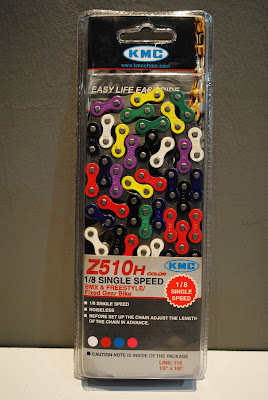 KMC
www.kmcchain.com
EASY LIFE EASY RIDE
Z510H COLOR
KMC
1/8 SINGLE SPEED
BMX & FREESTYLE/
Fixed Gear Bike
1/8
SINGLE
SPEED
1/8 SINGLE SPEED
NOISELESS
BEFORE SET UP THE CHAIN ADJUST THE LENGTH
OF THE CHAIN IN ADVANCE.
CAUTION NOTE IS INSIDE OF THE PACKAGE
LINK: 110
1/2" x 1/8"